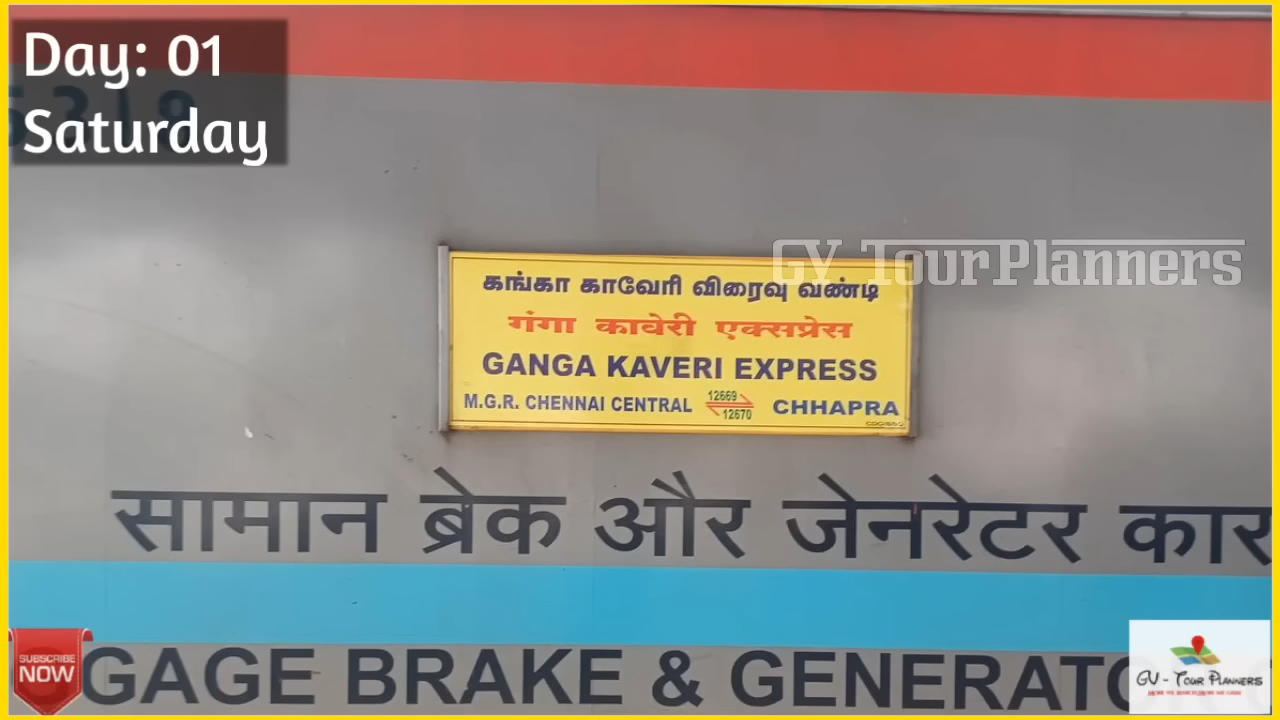 Day: 01
Saturday
5319
GV TourPlanners
கங்கா காவேரி விரைவு வண்டி
गंगा कावेरी एक्सप्रेस
GANGA KAVERI EXPRESS
M.G.R. CHENNAI CENTRAL 12669 12670 CHHAPRA
सामान ब्रेक और जेनरेटर कार
GAGE BRAKE & GENERATO
SUBSCRIBE
NOW
GV - TOUR PLANNERS